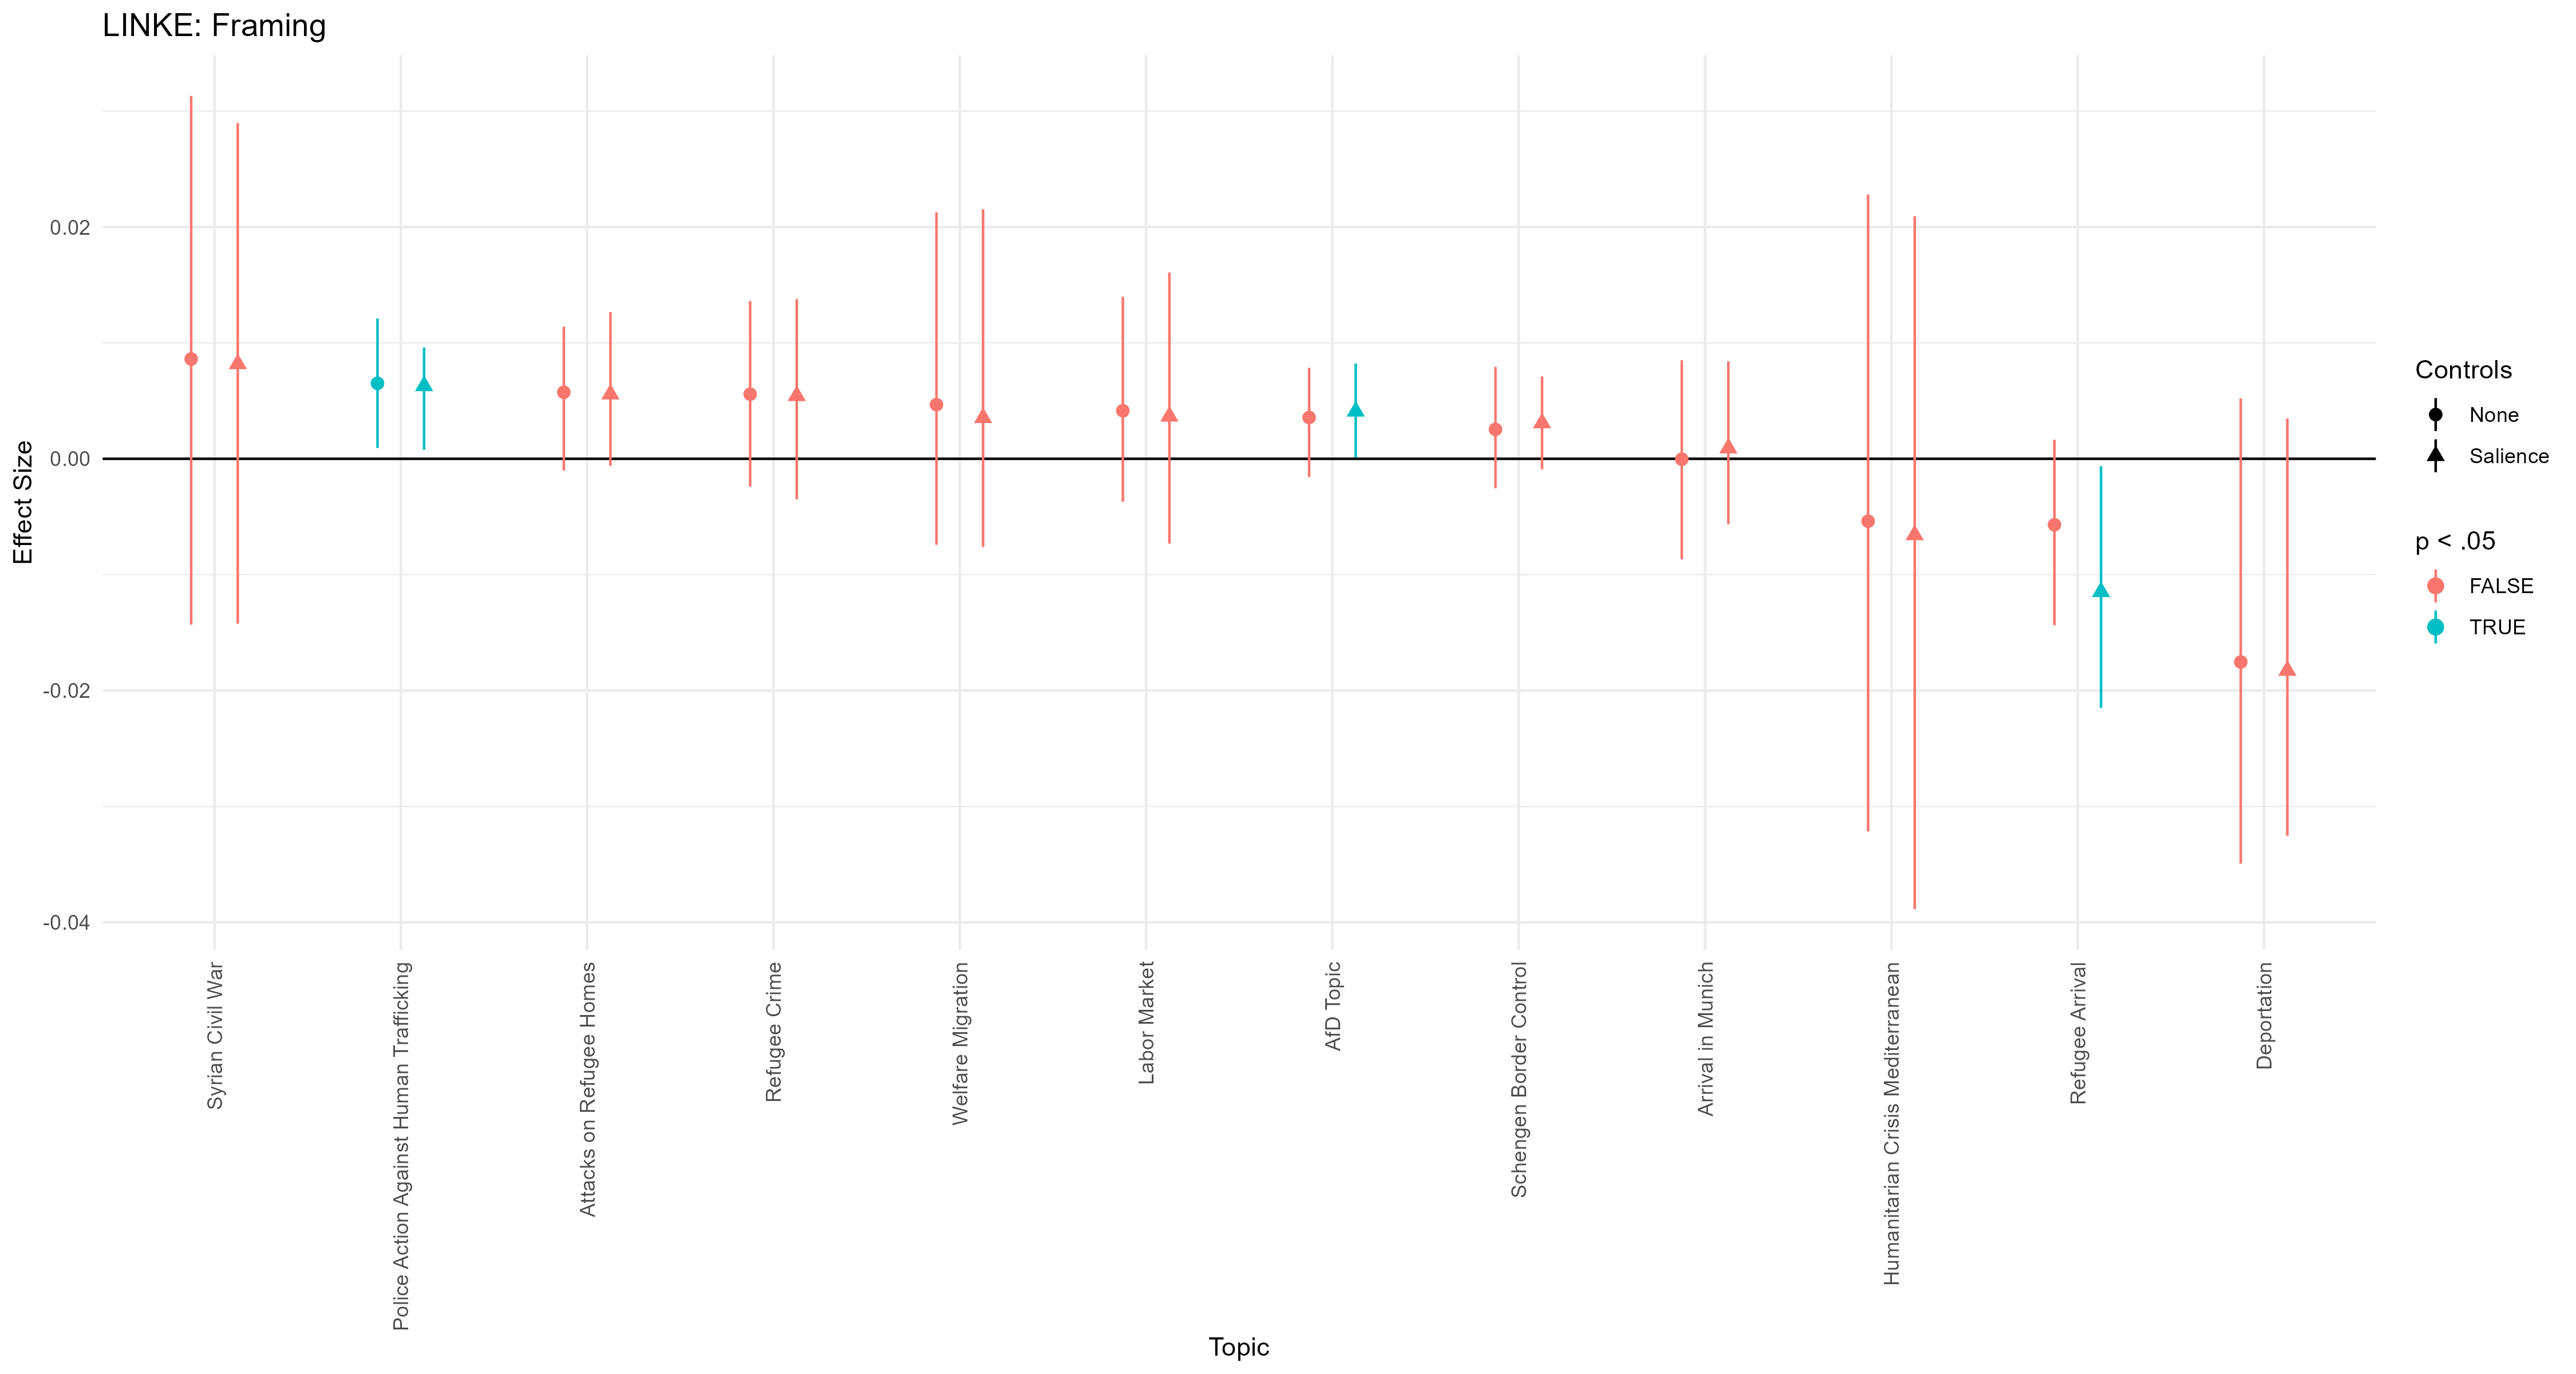 LINKE: Framing
Effect Size
0.02
0.00
-0.02
-0.04
Syrian Civil War
Police Action Against Human Trafficking
Attacks on Refugee Homes
Refugee Crime
Welfare Migration
Labor Market
AfD Topic
Schengen Border Control
Arrival in Munich
Humanitarian Crisis Mediterranean
Refugee Arrival
Deportation
Topic
Controls
None
Salience
p < .05
FALSE
TRUE